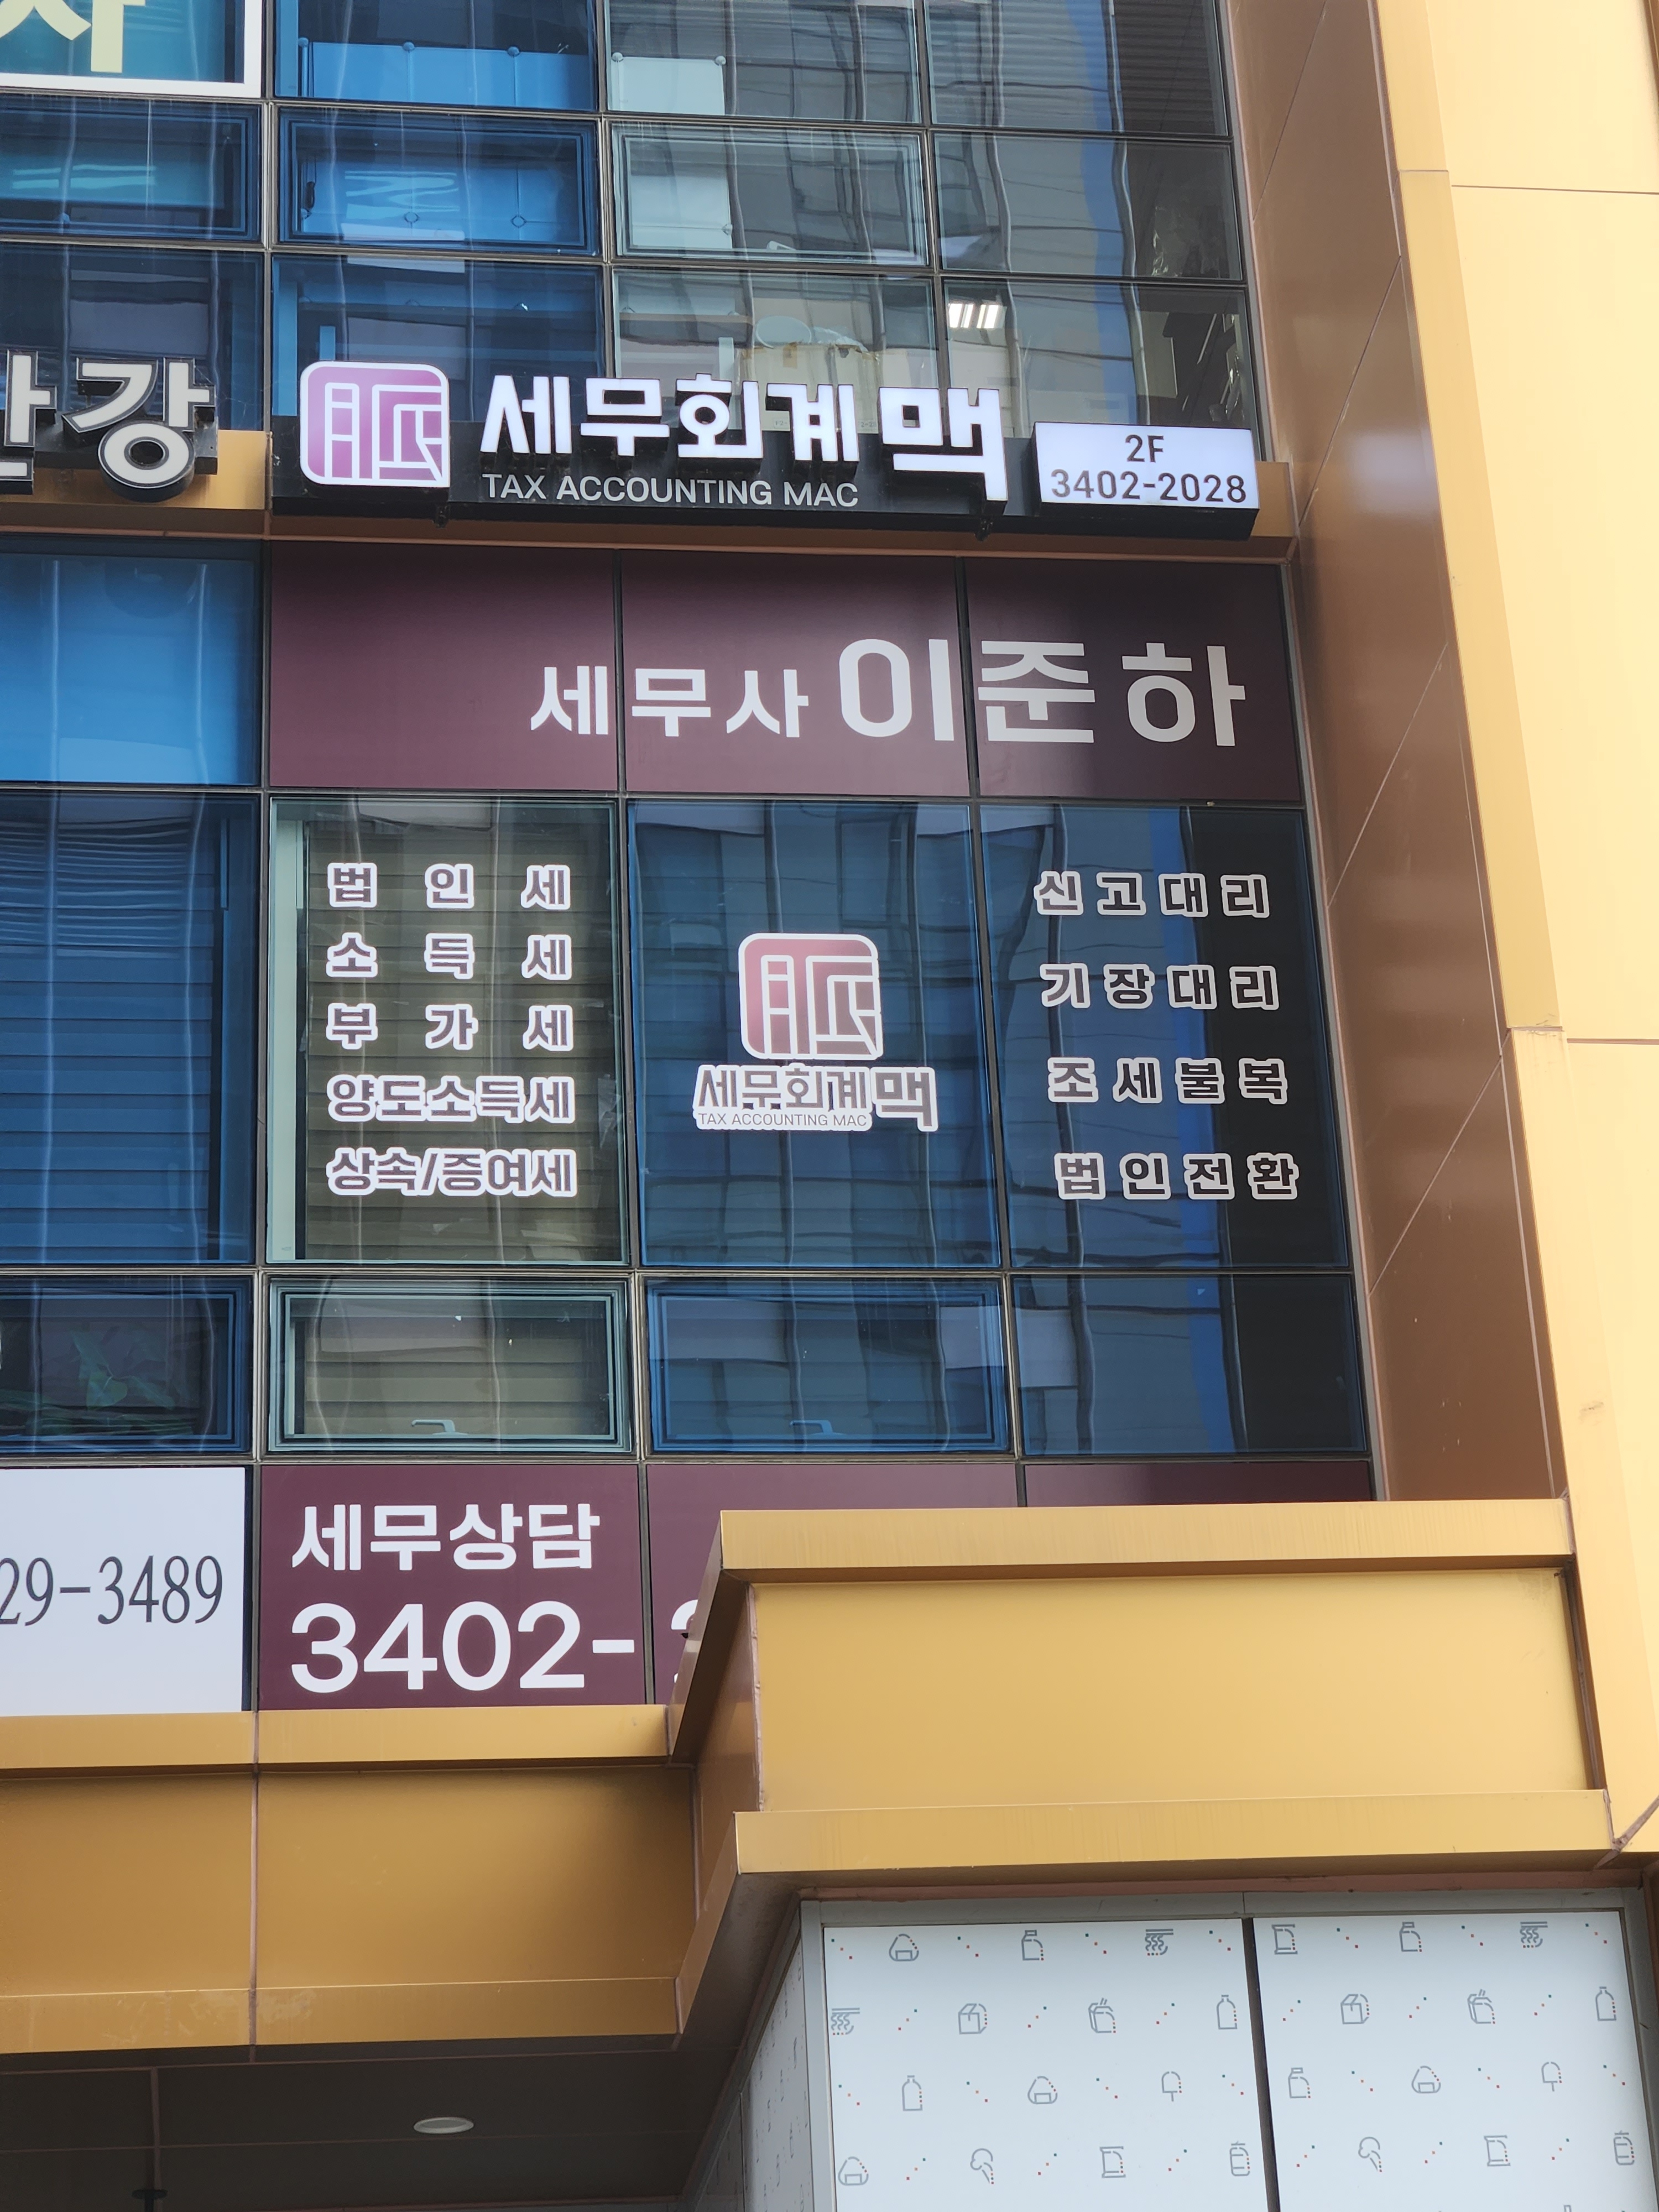 강
세무회계 맥
TAX ACCOUNTING MAC
2F
3402-2028
세무사 이준하
법인세
소득세
부가세
양도소득세
상속/증여세
세무회계 맥
TAX ACCOUNTING MAC
신고대리
기장대리
조세불복
법인전환
29-3489
세무상담
3402-